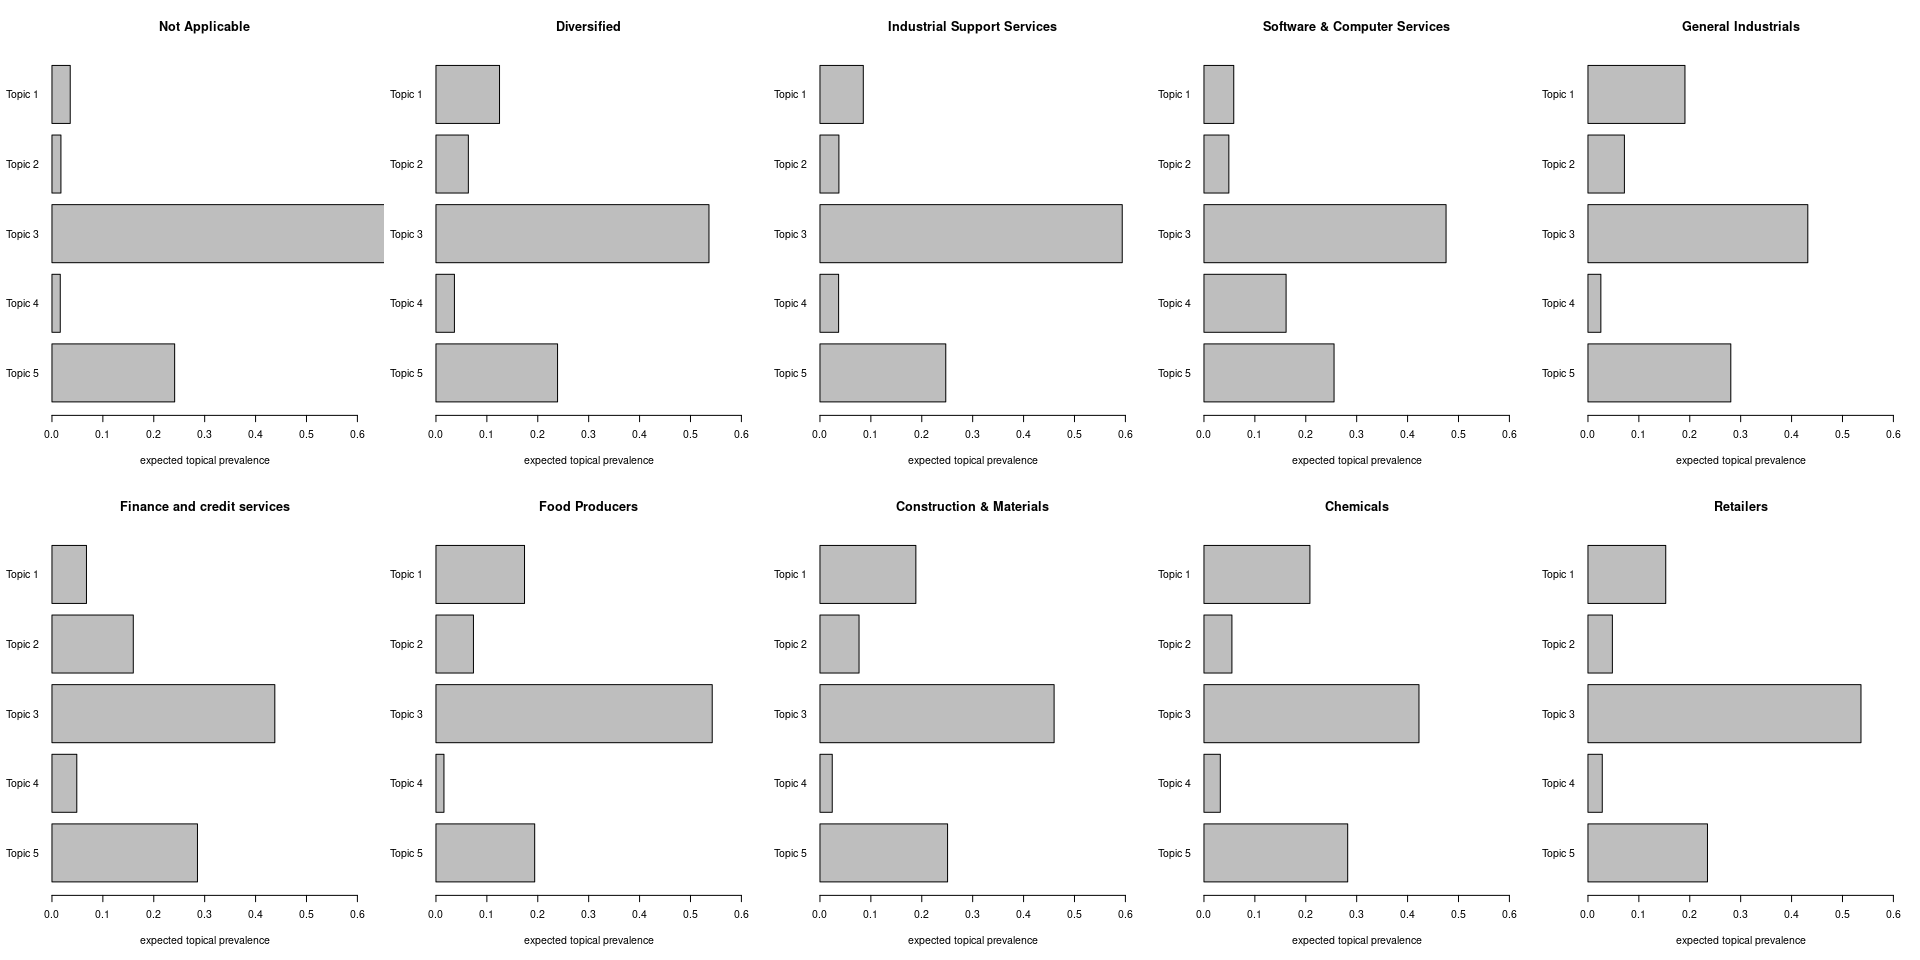 Not Applicable
Topic 1
Topic 2
Topic 3
Topic 4
Topic 5
0.0 0.1 0.2 0.3 0.4 0.5 0.6
expected topical prevalence
Diversified
Topic 1
Topic 2
Topic 3
Topic 4
Topic 5
0.0 0.1 0.2 0.3 0.4 0.5 0.6
expected topical prevalence
Industrial Support Services
Topic 1
Topic 2
Topic 3
Topic 4
Topic 5
0.0 0.1 0.2 0.3 0.4 0.5 0.6
expected topical prevalence
Software & Computer Services
Topic 1
Topic 2
Topic 3
Topic 4
Topic 5
0.0 0.1 0.2 0.3 0.4 0.5 0.6
expected topical prevalence
General Industrials
Topic 1
Topic 2
Topic 3
Topic 4
Topic 5
0.0 0.1 0.2 0.3 0.4 0.5 0.6
expected topical prevalence
Finance and credit services
Topic 1
Topic 2
Topic 3
Topic 4
Topic 5
0.0 0.1 0.2 0.3 0.4 0.5 0.6
expected topical prevalence
Food Producers
Topic 1
Topic 2
Topic 3
Topic 4
Topic 5
0.0 0.1 0.2 0.3 0.4 0.5 0.6
expected topical prevalence
Construction & Materials
Topic 1
Topic 2
Topic 3
Topic 4
Topic 5
0.0 0.1 0.2 0.3 0.4 0.5 0.6
expected topical prevalence
Chemicals
Topic 1
Topic 2
Topic 3
Topic 4
Topic 5
0.0 0.1 0.2 0.3 0.4 0.5 0.6
expected topical prevalence
Retailers
Topic 1
Topic 2
Topic 3
Topic 4
Topic 5
0.0 0.1 0.2 0.3 0.4 0.5 0.6
expected topical prevalence